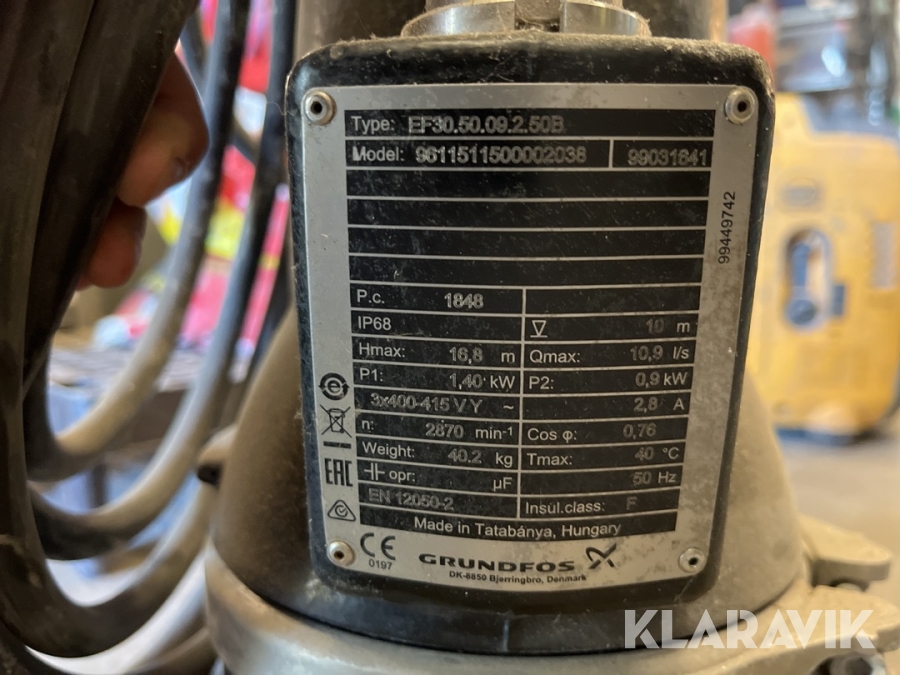 Type: EF30.50.09.2.50B
Model: 9611511500002038 99031641
99449742
P.c. 1848
IP68 10 m
Hmax: 16,8 m Qmax: 10,9 l/s
P1: 1,40 kW P2: 0,9 kW
3x400-415 V Y ~ 2,8 A
n: 2870 min-1 Cos φ: 0,76
Weight: 40.2 kg Tmax: 40 °C
opr: µF 50 Hz
EN 12050-2 Insul.class: F
Made in Tatabánya, Hungary
EAC
CE 0197
GRUNDFOS
DK-8850 Bjerringbro, Denmark
KLARAVIK